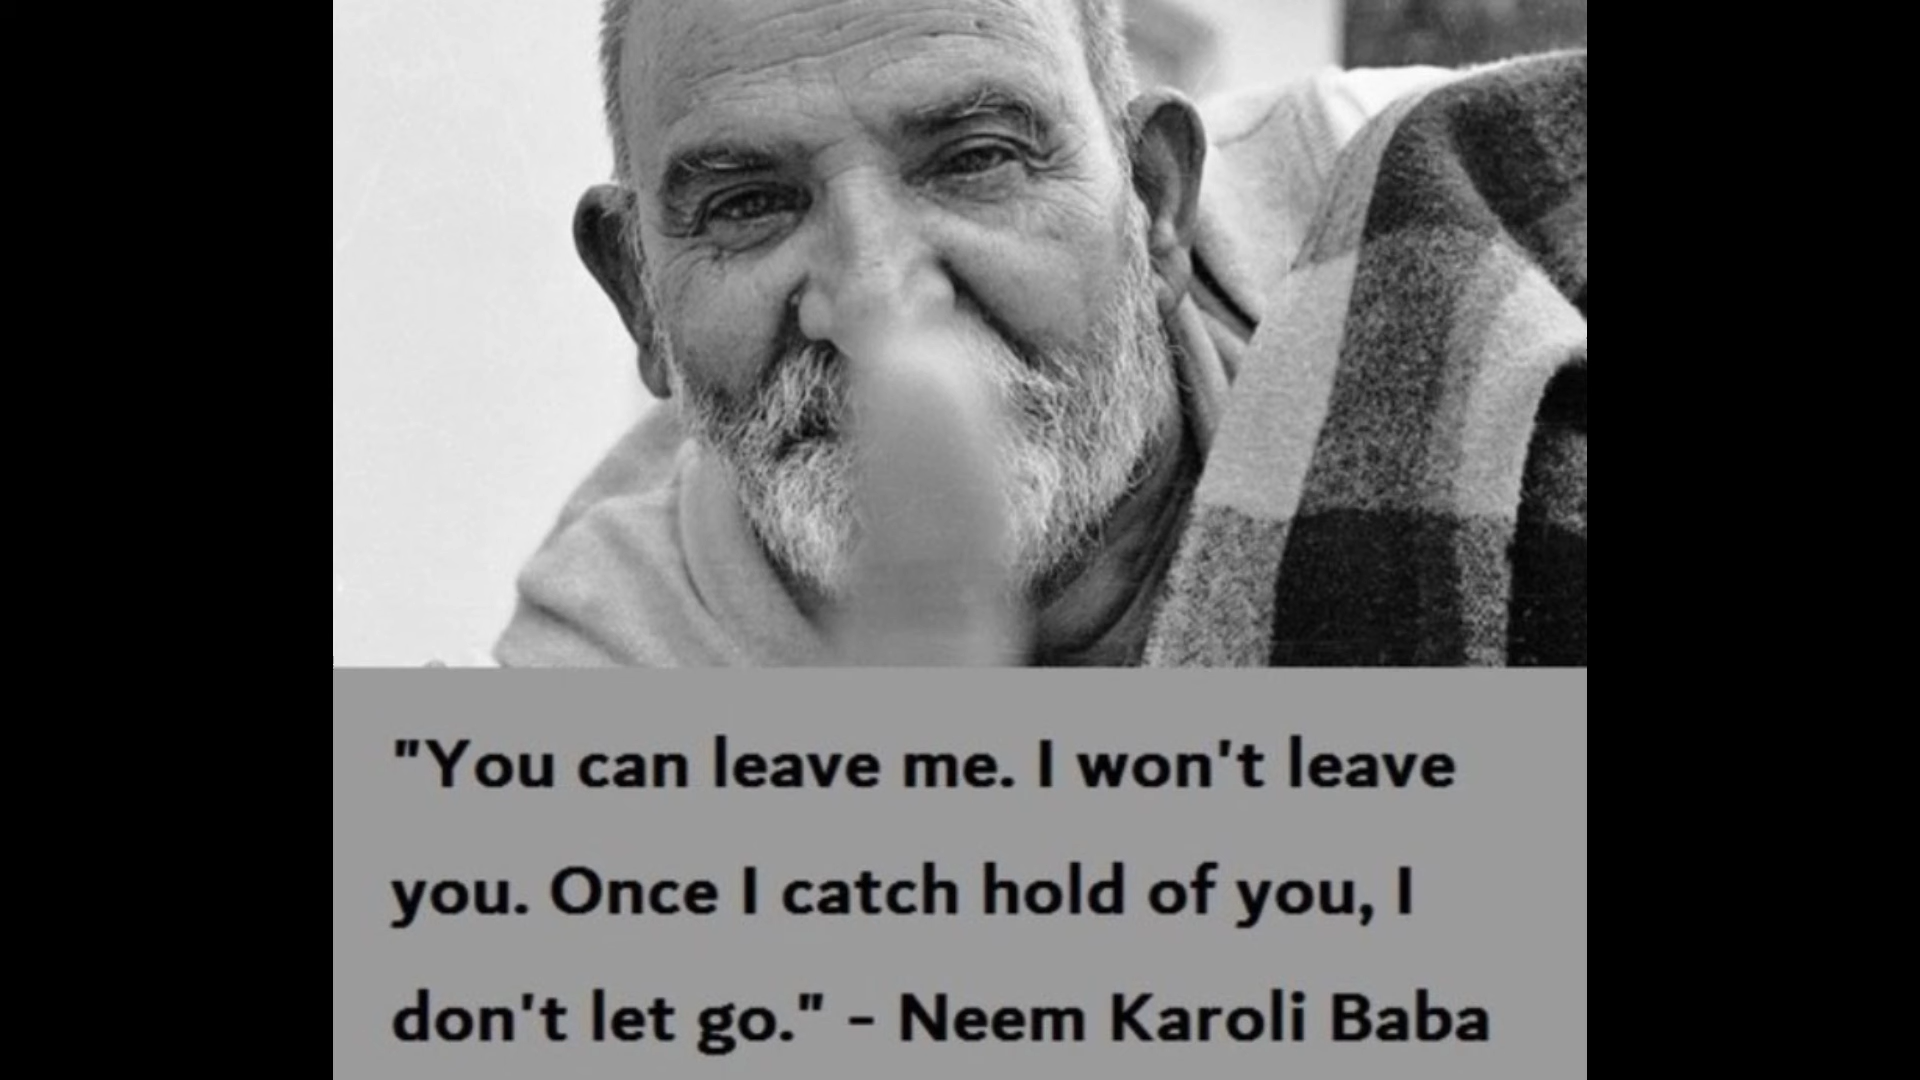 "You can leave me. I won't leave
you. Once I catch hold of you, I
don't let go." - Neem Karoli Baba